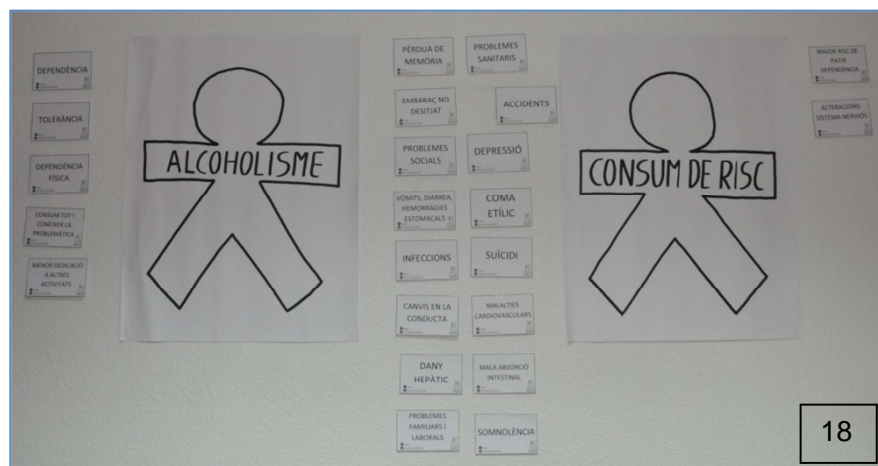 DEPENDÈNCIA
TOLERÀNCIA
DEPENDÈNCIA
FÍSICA
CONSUM TOT I
CONÈIXER LA
PROBLEMÀTICA
MENOR DEDICACIÓ
A ALTRES
ACTIVITATS
ALCOHOLISME
PÈRDUA DE
MEMÒRIA
PROBLEMES
SANITARIS
EMBARAÇ NO
DESITJAT
ACCIDENTS
PROBLEMES
SOCIALS
DEPRESSIÓ
VÒMITS, DIARREA,
HEMORRÀGIES
ESTOMACALS
COMA
ETÍLIC
INFECCIONS
SUÏCIDI
CANVIS EN LA
CONDUCTA
MALALTIES
CARDIOVASCULARS
DANY
HEPÀTIC
MALA ABSORCIÓ
INTESTINAL
PROBLEMES
FAMILIARS I
LABORALS
SOMNOLÈNCIA
CONSUM DE RISC
MAJOR RISC DE
PATIR
DEPENDÈNCIA
ALTERACIONS
SISTEMA NERVIÓS
18